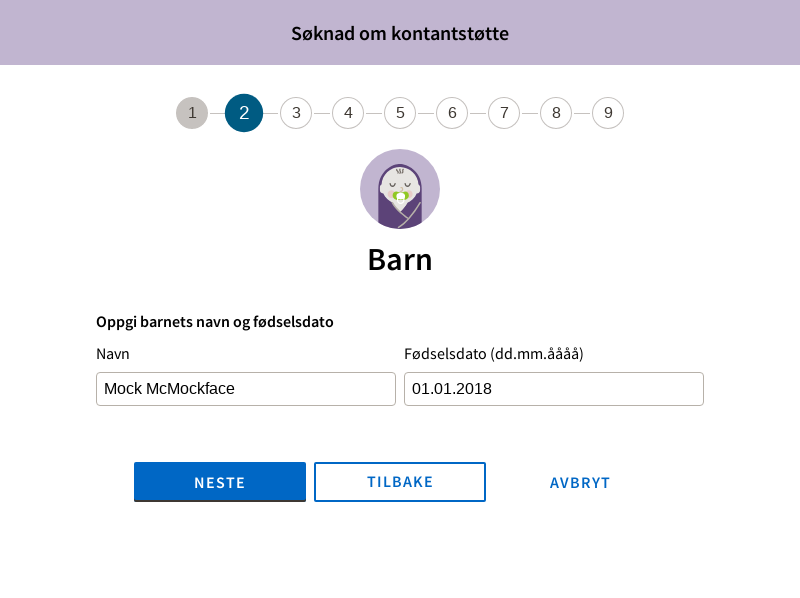 Søknad om kontantstøtte
1 2 3 4 5 6 7 8 9
Barn
Oppgi barnets navn og fødselsdato
Navn Fødselsdato (dd.mm.åååå)
Mock McMockface 01.01.2018
NESTE TILBAKE AVBRYT